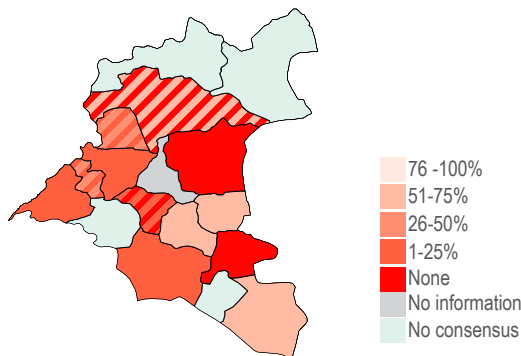 76 -100%
51-75%
26-50%
1-25%
None
No information
No consensus